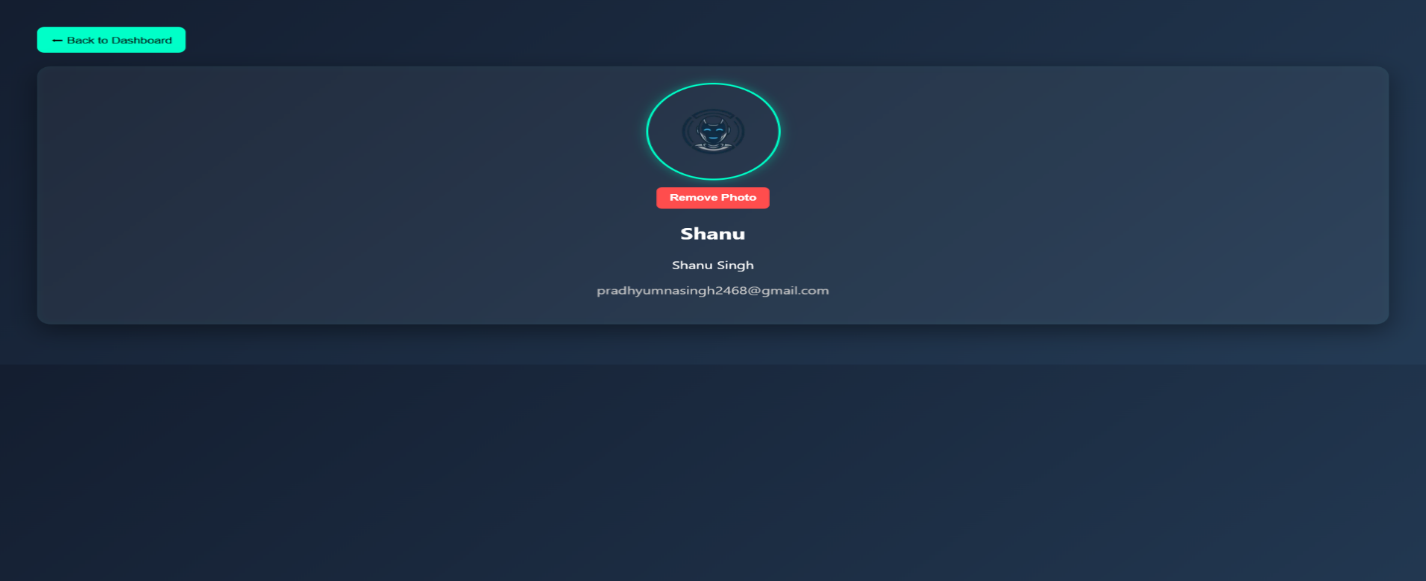 ← Back to Dashboard
Remove Photo
Shanu
Shanu Singh
pradhyumnasingh2468@gmail.com